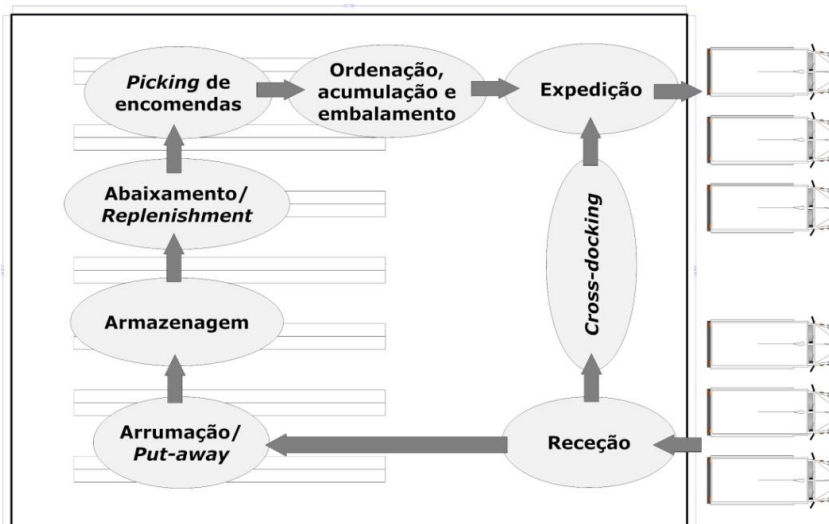 Picking de
encomendas
Ordenação,
acumulação e
embalamento
Expedição
Abaixamento/
Replenishment
Cross-docking
Armazenagem
Arrumação/
Put-away
Receção